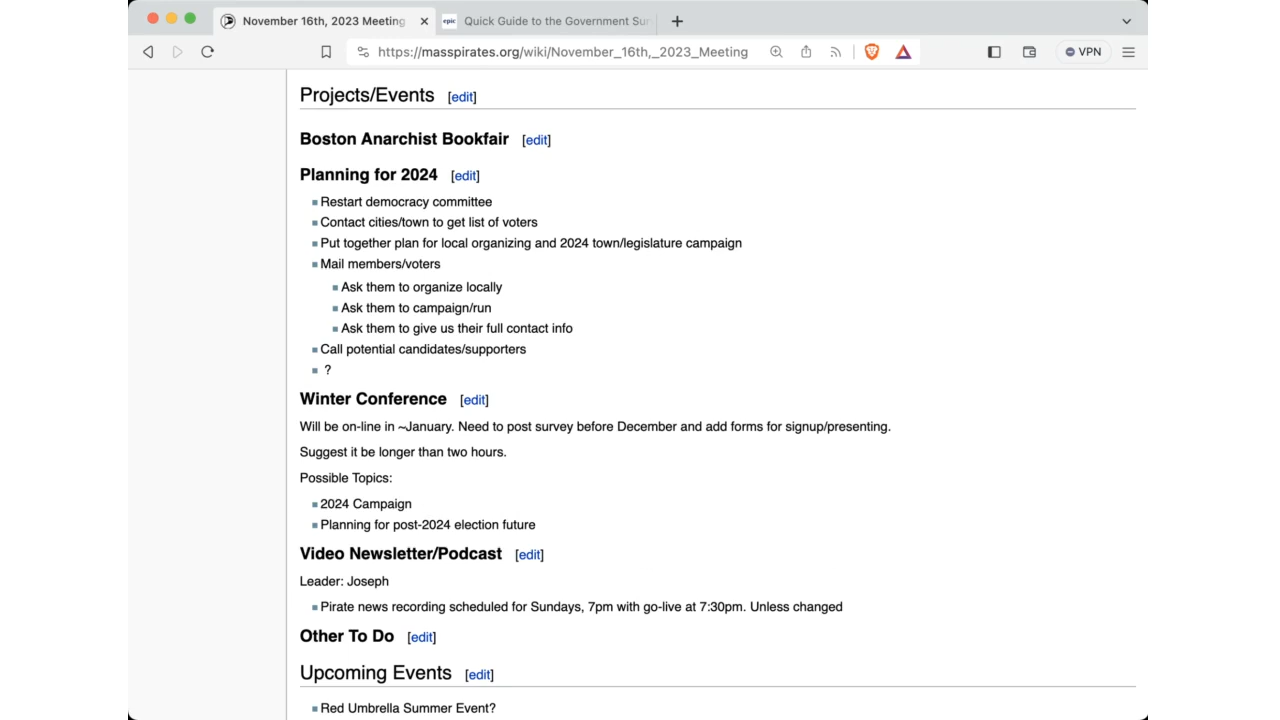 November 16th, 2023 Meeting
epic Quick Guide to the Government Sur
https://masspirates.org/wiki/November_16th,_2023_Meeting
VPN
Projects/Events [edit]
Boston Anarchist Bookfair [edit]
Planning for 2024 [edit]
Restart democracy committee
Contact cities/town to get list of voters
Put together plan for local organizing and 2024 town/legislature campaign
Mail members/voters
Ask them to organize locally
Ask them to campaign/run
Ask them to give us their full contact info
Call potential candidates/supporters
?
Winter Conference [edit]
Will be on-line in ~January. Need to post survey before December and add forms for signup/presenting.
Suggest it be longer than two hours.
Possible Topics:
2024 Campaign
Planning for post-2024 election future
Video Newsletter/Podcast [edit]
Leader: Joseph
Pirate news recording scheduled for Sundays, 7pm with go-live at 7:30pm. Unless changed
Other To Do [edit]
Upcoming Events [edit]
Red Umbrella Summer Event?